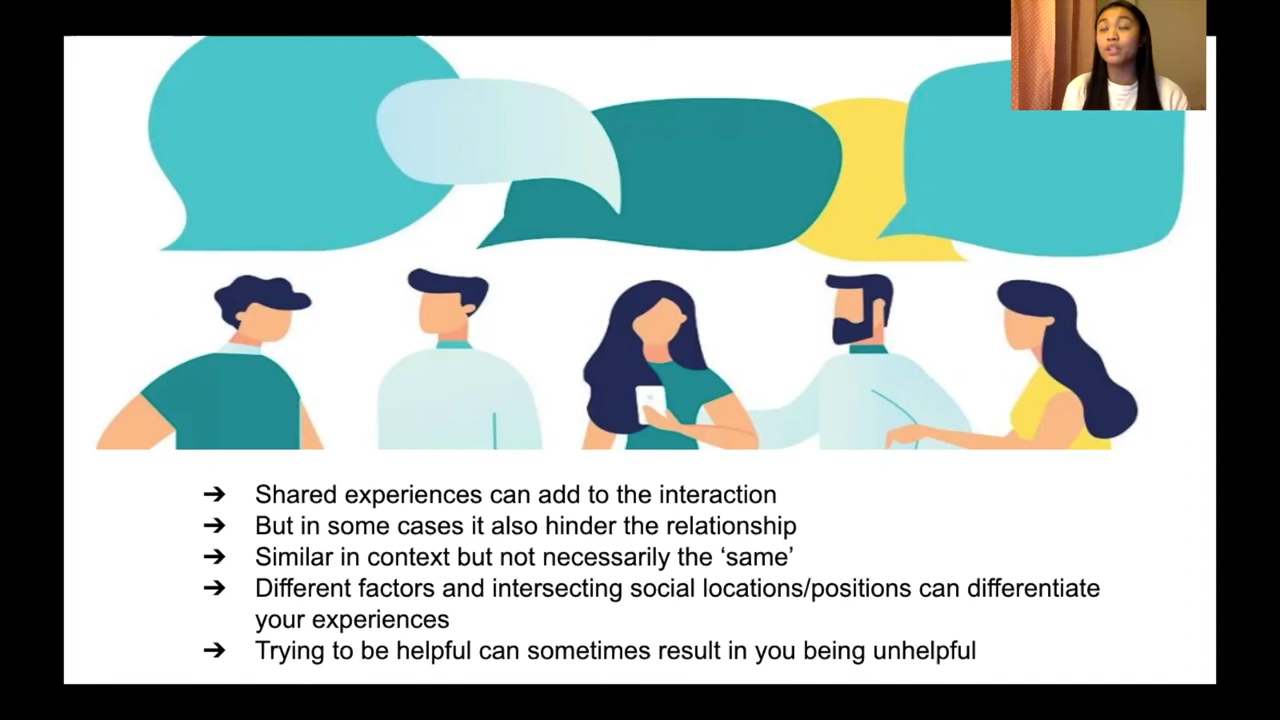 ➔ Shared experiences can add to the interaction
➔ But in some cases it also hinder the relationship
➔ Similar in context but not necessarily the ‘same’
➔ Different factors and intersecting social locations/positions can differentiate
your experiences
➔ Trying to be helpful can sometimes result in you being unhelpful